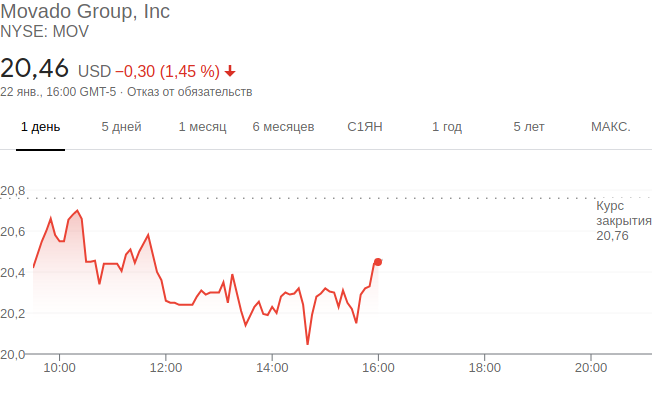 Movado Group, Inc
NYSE: MOV
20,46 USD −0,30 (1,45 %)
22 янв., 16:00 GMT-5 · Отказ от обязательств
1 день 5 дней 1 месяц 6 месяцев С1ЯН 1 год 5 лет МАКС.
20,8
Курс
закрытия
20,76
20,6
20,4
20,2
20,0
10:00 12:00 14:00 16:00 18:00 20:00